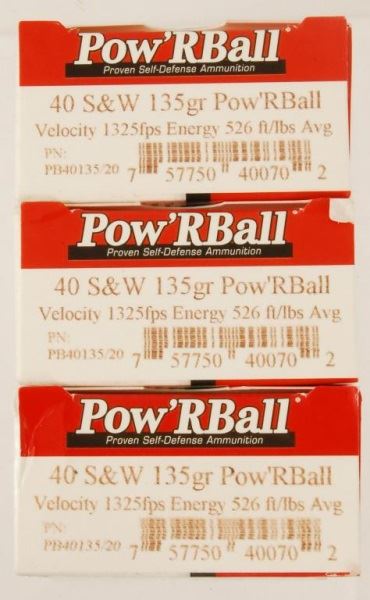 Pow'RBall®
Proven Self-Defense Ammunition
40 S&W 135gr Pow'RBall
Velocity 1325fps Energy 526 ft/lbs Avg
PN:
PB40135/20
7 57750 40070 2
Pow'RBall®
Proven Self-Defense Ammunition
40 S&W 135gr Pow'RBall
Velocity 1325fps Energy 526 ft/lbs Avg
PN:
PB40135/20
7 57750 40070 2
Pow'RBall®
Proven Self-Defense Ammunition
40 S&W 135gr Pow'RBall
Velocity 1325fps Energy 526 ft/lbs Avg
PN:
PB40135/20
7 57750 40070 2